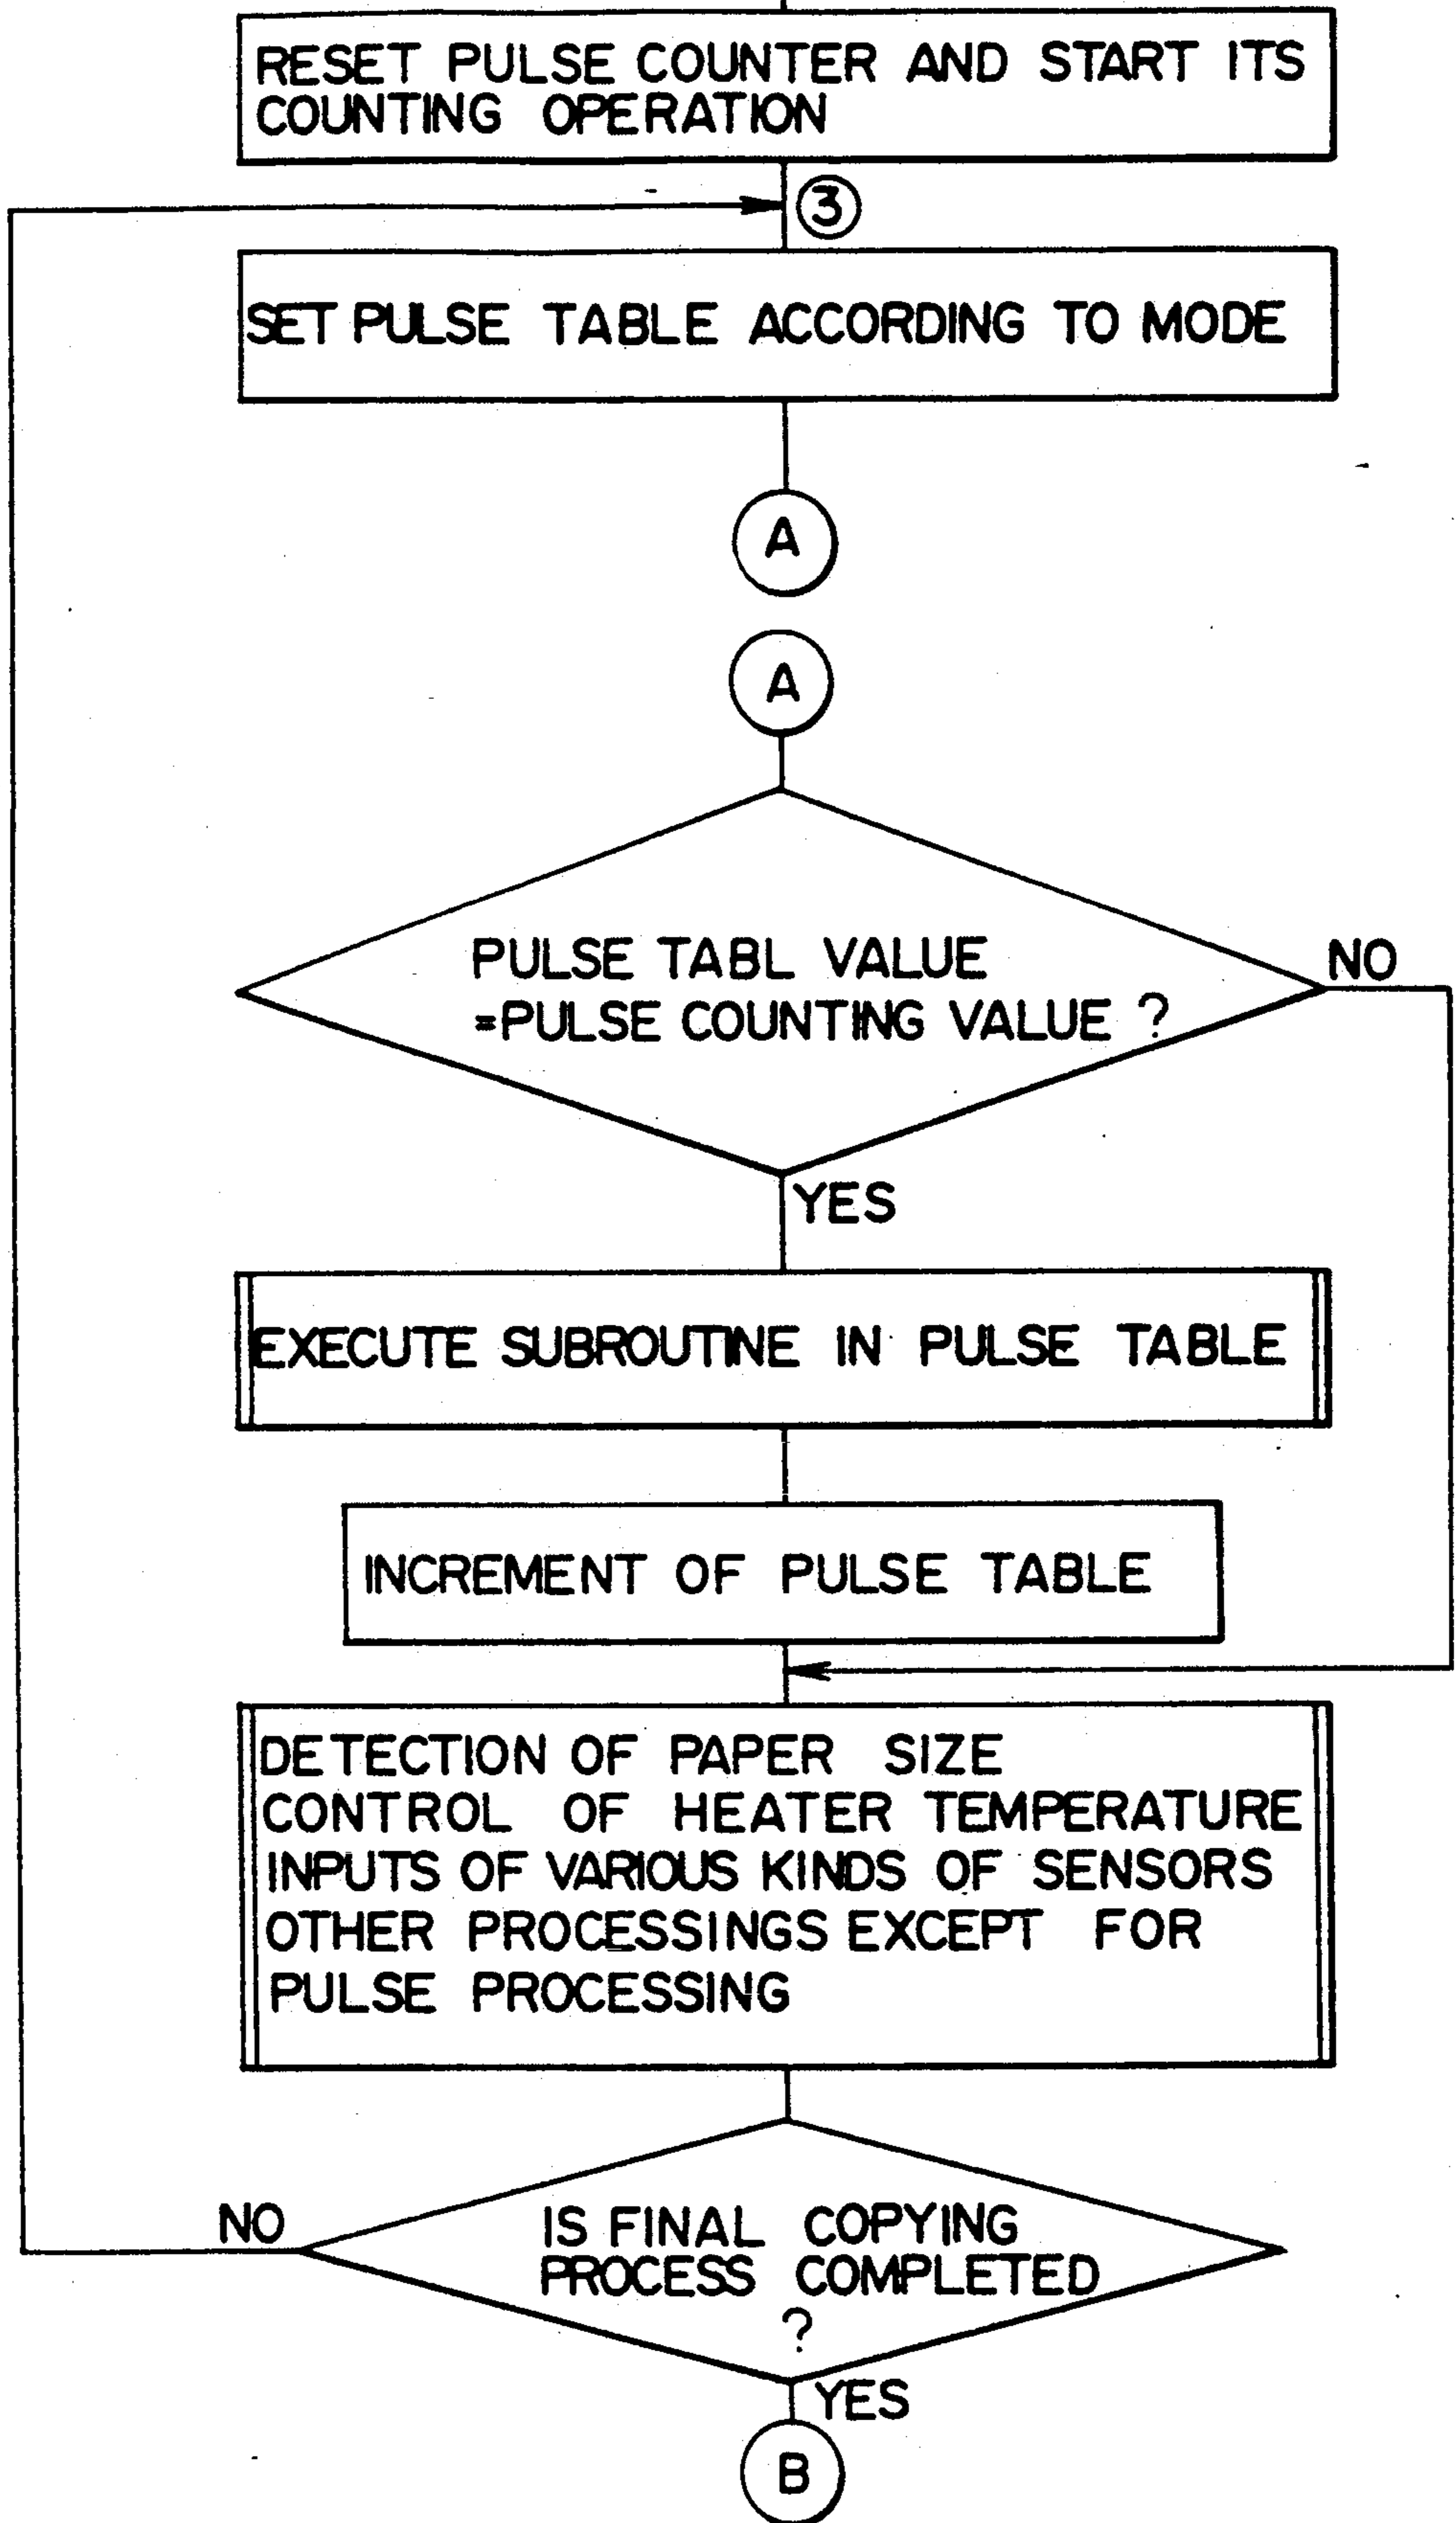 RESET PULSE COUNTER AND START ITS
COUNTING OPERATION
③
SET PULSE TABLE ACCORDING TO MODE
A
A
PULSE TABL VALUE
=PULSE COUNTING VALUE ?
NO
YES
EXECUTE SUBROUTINE IN PULSE TABLE
INCREMENT OF PULSE TABLE
DETECTION OF PAPER SIZE
CONTROL OF HEATER TEMPERATURE
INPUTS OF VARIOUS KINDS OF SENSORS
OTHER PROCESSINGS EXCEPT FOR
PULSE PROCESSING
NO
IS FINAL COPYING
PROCESS COMPLETED
?
YES
B